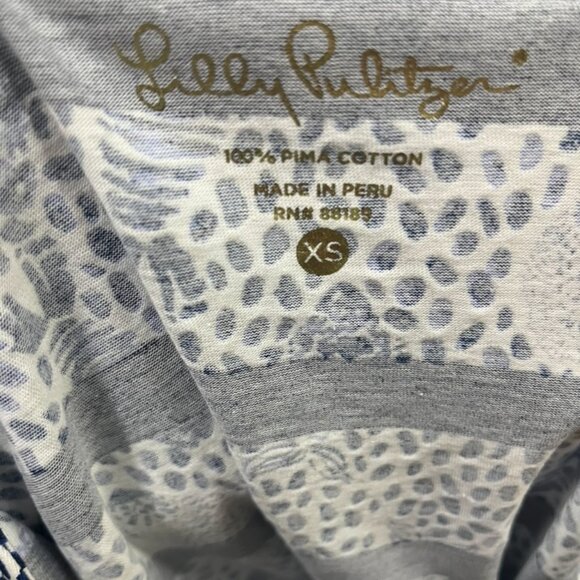 Lilly Pulitzer®
100% PIMA COTTON
MADE IN PERU
RN# 88189
XS